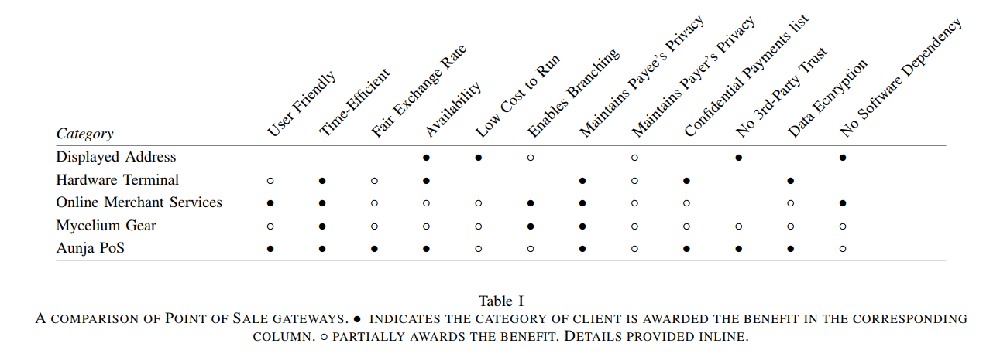 User Friendly
Time-Efficient
Fair Exchange Rate
Availability
Low Cost to Run
Enables Branching
Maintains Payee's Privacy
Maintains Payer's Privacy
Confidential Payments list
No 3rd-Party Trust
Data Ecnryption
No Software Dependency
Category
Displayed Address ● ● ○ ○ ● ●
Hardware Terminal ○ ● ○ ● ● ○ ● ●
Online Merchant Services ● ● ○ ○ ○ ● ● ○ ○ ○ ●
Mycelium Gear ○ ● ○ ○ ○ ● ● ○ ○ ○ ○ ○
Aunja PoS ● ● ● ● ○ ○ ● ○ ● ● ● ○
Table I
A COMPARISON OF POINT OF SALE GATEWAYS. ● INDICATES THE CATEGORY OF CLIENT IS AWARDED THE BENEFIT IN THE CORRESPONDING
COLUMN. ○ PARTIALLY AWARDS THE BENEFIT. DETAILS PROVIDED INLINE.